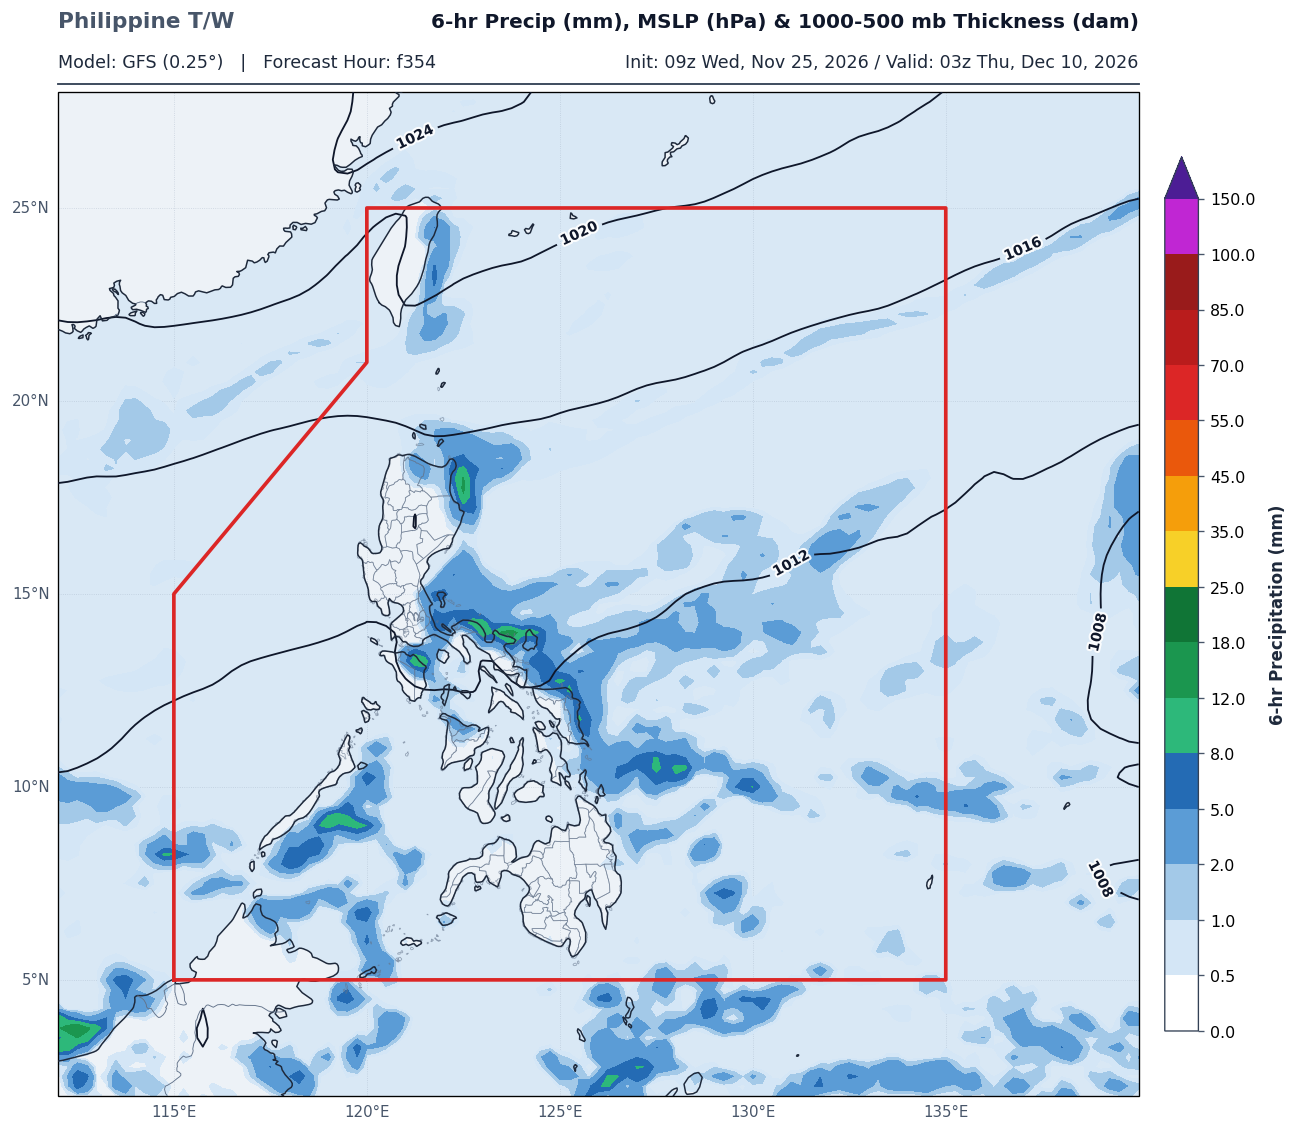 Philippine T/W
6-hr Precip (mm), MSLP (hPa) & 1000-500 mb Thickness (dam)
Model: GFS (0.25°)   |   Forecast Hour: f354
Init: 09z Wed, Nov 25, 2026 / Valid: 03z Thu, Dec 10, 2026
1024
1020
1016
1012
1008
1008
25°N
20°N
15°N
10°N
5°N
115°E
120°E
125°E
130°E
135°E
150.0
100.0
85.0
70.0
55.0
45.0
35.0
25.0
18.0
12.0
8.0
5.0
2.0
1.0
0.5
0.0
6-hr Precipitation (mm)